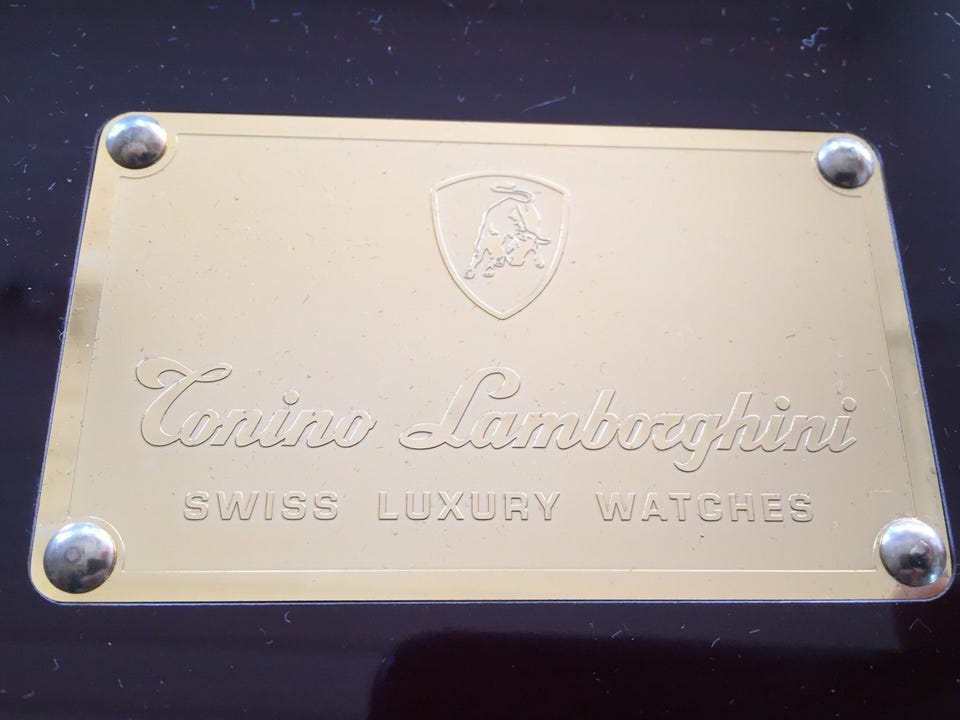 Tonino Lamborghini
SWISS LUXURY WATCHES